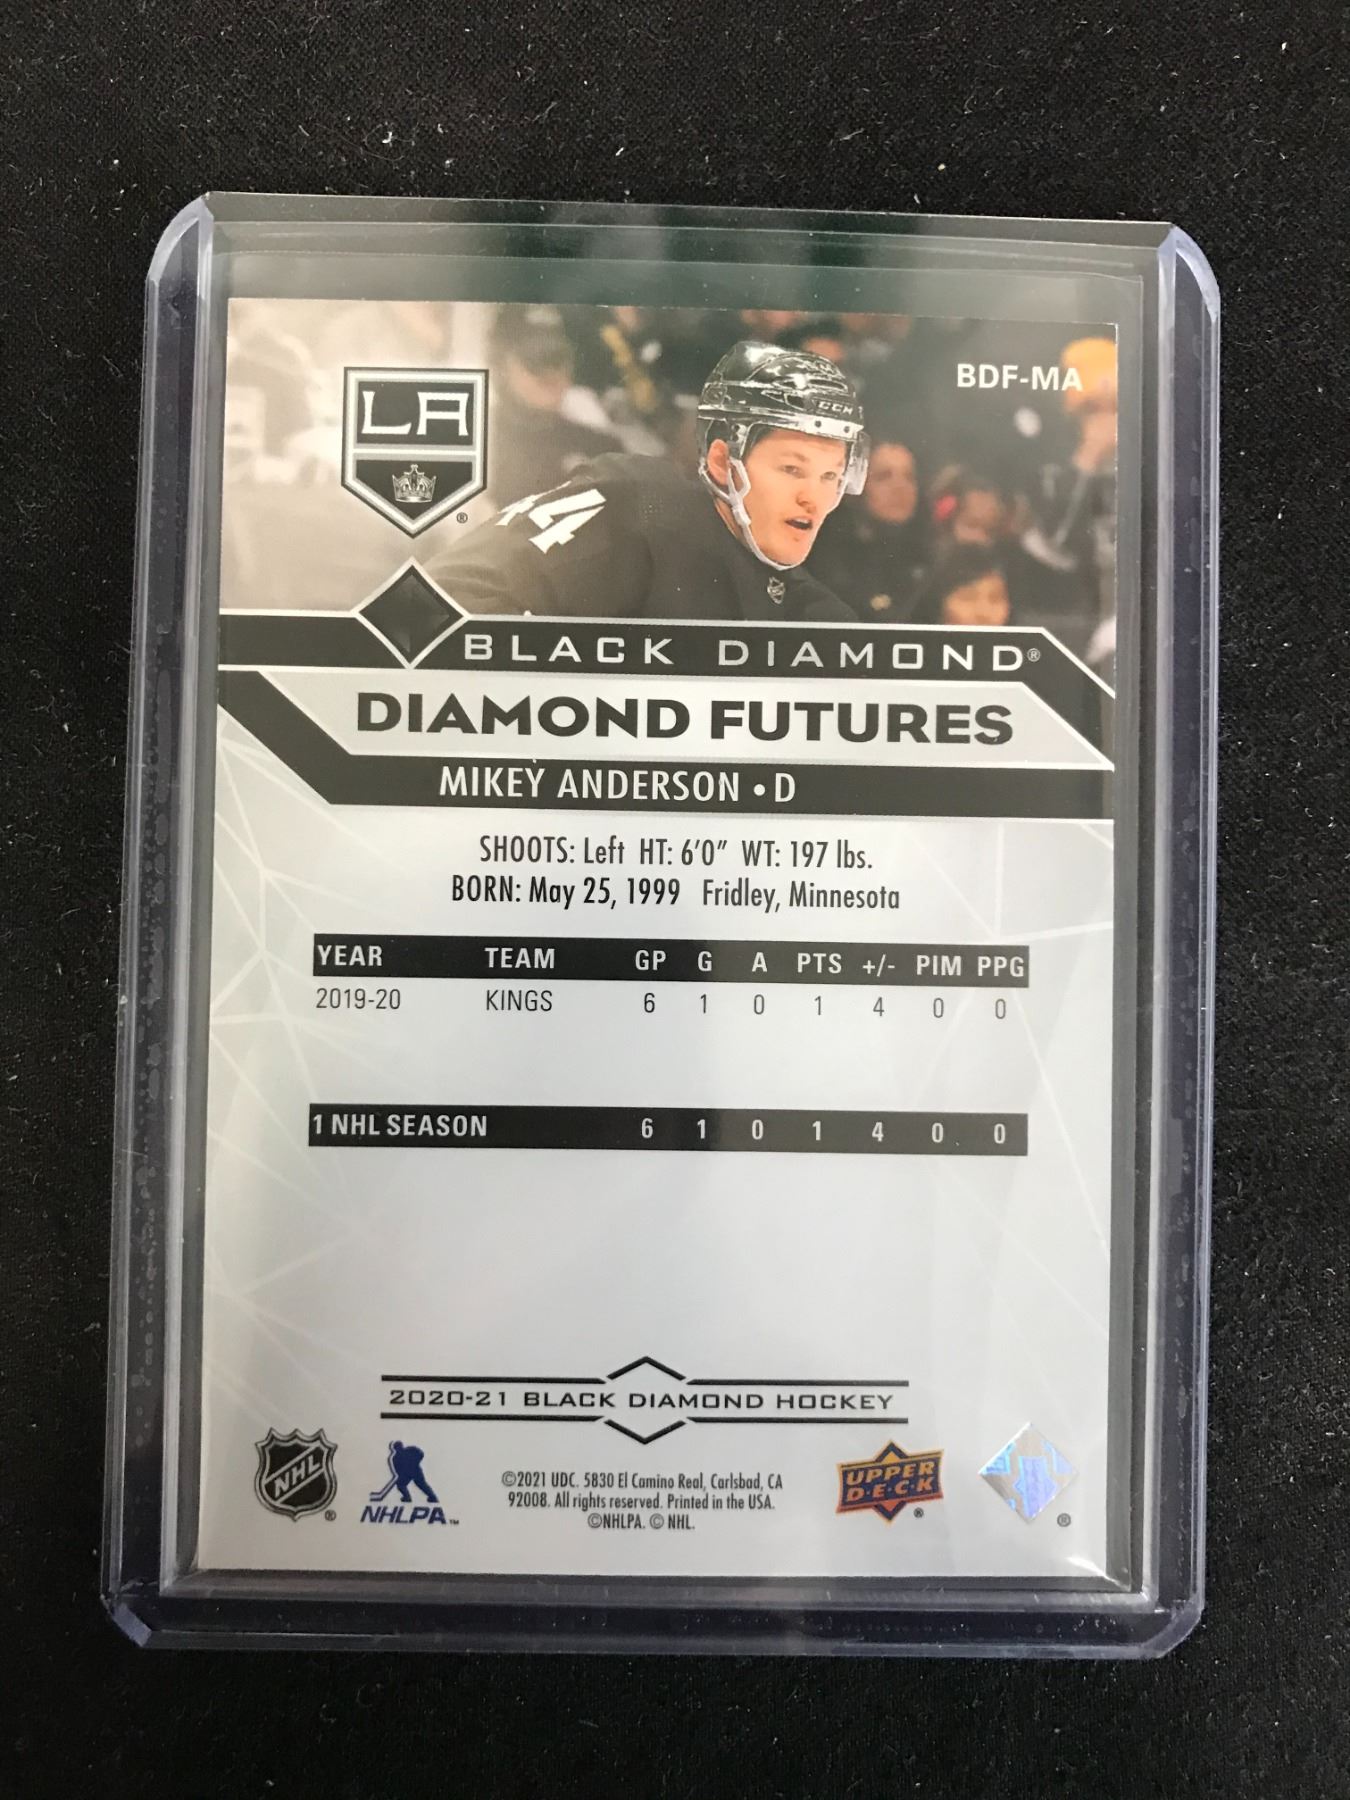 BDF-MA
LA
CCM
44
BLACK DIAMOND®
DIAMOND FUTURES
MIKEY ANDERSON • D
SHOOTS: Left HT: 6'0" WT: 197 lbs.
BORN: May 25, 1999 Fridley, Minnesota
YEAR TEAM GP G A PTS +/- PIM PPG
2019-20 KINGS 6 1 0 1 4 0 0
1 NHL SEASON 6 1 0 1 4 0 0
2020-21 BLACK DIAMOND HOCKEY
NHL ®
NHLPA™
©2021 UDC. 5830 El Camino Real, Carlsbad, CA
92008. All rights reserved. Printed in the USA.
©NHLPA. © NHL.
UPPER
D·E·C·K ®
®